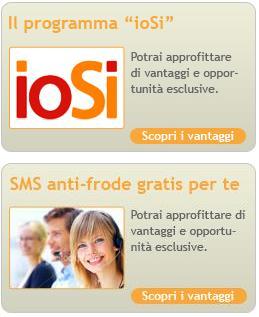 Il programma “ioSi”
ioSi
Potrai approfittare
di vantaggi e oppor-
tunità esclusive.
Scopri i vantaggi
SMS anti-frode gratis per te
Potrai approfittare di
vantaggi e opportu-
nità esclusive.
Scopri i vantaggi